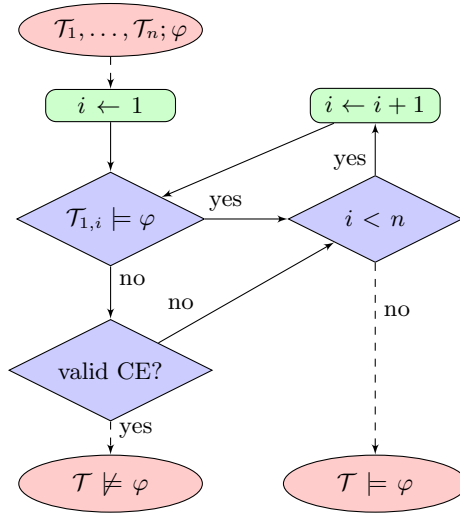 𝒯₁, …, 𝒯ₙ; φ
i ← 1
i ← i + 1
yes
𝒯₁,ᵢ ⊨ φ
yes
i < n
no
no
no
valid CE?
yes
𝒯 ⊭ φ
𝒯 ⊨ φ